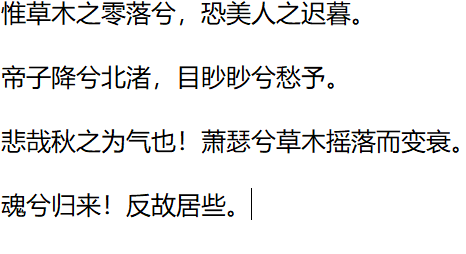 惟草木之零落兮，恐美人之迟暮。
帝子降兮北渚，目眇眇兮愁予。
悲哉秋之为气也！萧瑟兮草木摇落而变衰。
魂兮归来！反故居些。